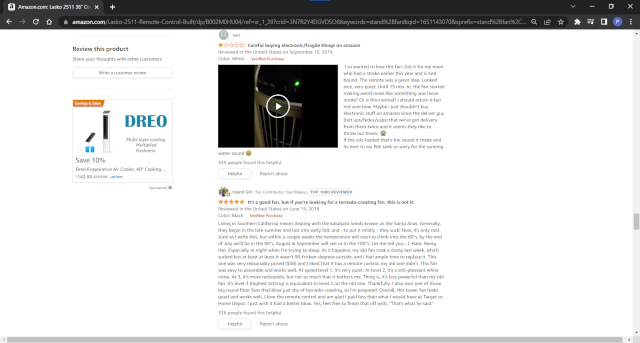 Amazon.com: Lasko 2511 36" O
amazon.com/Lasko-2511-Remote-Control-Built/dp/B002M0HU04/ref=sr_1_39?crid=3N7R2Y4DOVDSO&keywords=stand%2Bfan&qid=1651143070&sprefix=stand%2Bfan%2C...
Review this product
Share your thoughts with other customers
Write a customer review
Savings & Sales
DREO
Multi-layer cooling,
Multiplied
Freshness
Save 10%
Dreo Evaporative Air Cooler, 40" Cooling...
Sponsored
Careful buying electronic/fragile things on amazon
Reviewed in the United States on September 15, 2018
Color: White
Verified Purchase
I so wanted to love this fan. Got it for my mom
who had a stroke earlier this year and is bed
bound. The remote was a great idea. Looked
nice, very quiet. Until 15 min. in, the fan started
making weird noise like something was loose
inside? Or is this normal? I should return it but
not sure how. Maybe I just shouldn't buy
electronic stuff on amazon since the deliver guy
(not ups/fedex/usps) that we've get delivery
from them twice and it seems they like to
throw our boxes.
If the vdo loaded that's the sound it made and
its next to my fish tank so sorry for the running
water sound
435 people found this helpful
Helpful
Report abuse
Island Girl
Top Contributor: Eye Makeup
TOP 1000 REVIEWER
It's a good fan, but if you're looking for a tornado-creating fan, this is not it.
Reviewed in the United States on June 19, 2018
Color: Black
Verified Purchase
Living in Southern California means dealing with the katabatic winds known as the Santa Anas. Generally,
they begin in the late summer and last into early fall, and - to put it mildly - they suck! Now, it's only mid-
June as I write this, but within a couple weeks the temperature will start to climb into the 80's, by the end
of July we'll be in the 90's, August & September will see us in the 100's. Let me tell you... I. Hate. Being.
Hot. Especially at night when I'm trying to sleep. As it happens, my old fan took a dump last week, which
sucked but at least at least it wasn't 90-friken-degrees outside, and I had ample time to replace it. This
one was very reasonably priced ($38) and I liked that it has a remote control, my old one didn't. This fan
was easy to assemble and works well. At speed level 1, it's very quiet. At level 2, it's a still-pleasant white
noise. At 3, it's more noticeable, but not so much that it bothers me. Thing is, it's less powerful than my old
fan. It's level 3 (highest setting) is equivalent to level 2 on the old one. Thankfully, I also own one of those
big round floor fans that blow just shy of tornado-creating, so I'm prepared. Overall, this tower fan looks
good and works well, I love the remote control and am glad I paid less than what I would have at Target or
Home Depot. I just wish it had a better blow. Yes, feel free to finish that off with, "That's what he said."
338 people found this helpful
Helpful
Report abuse